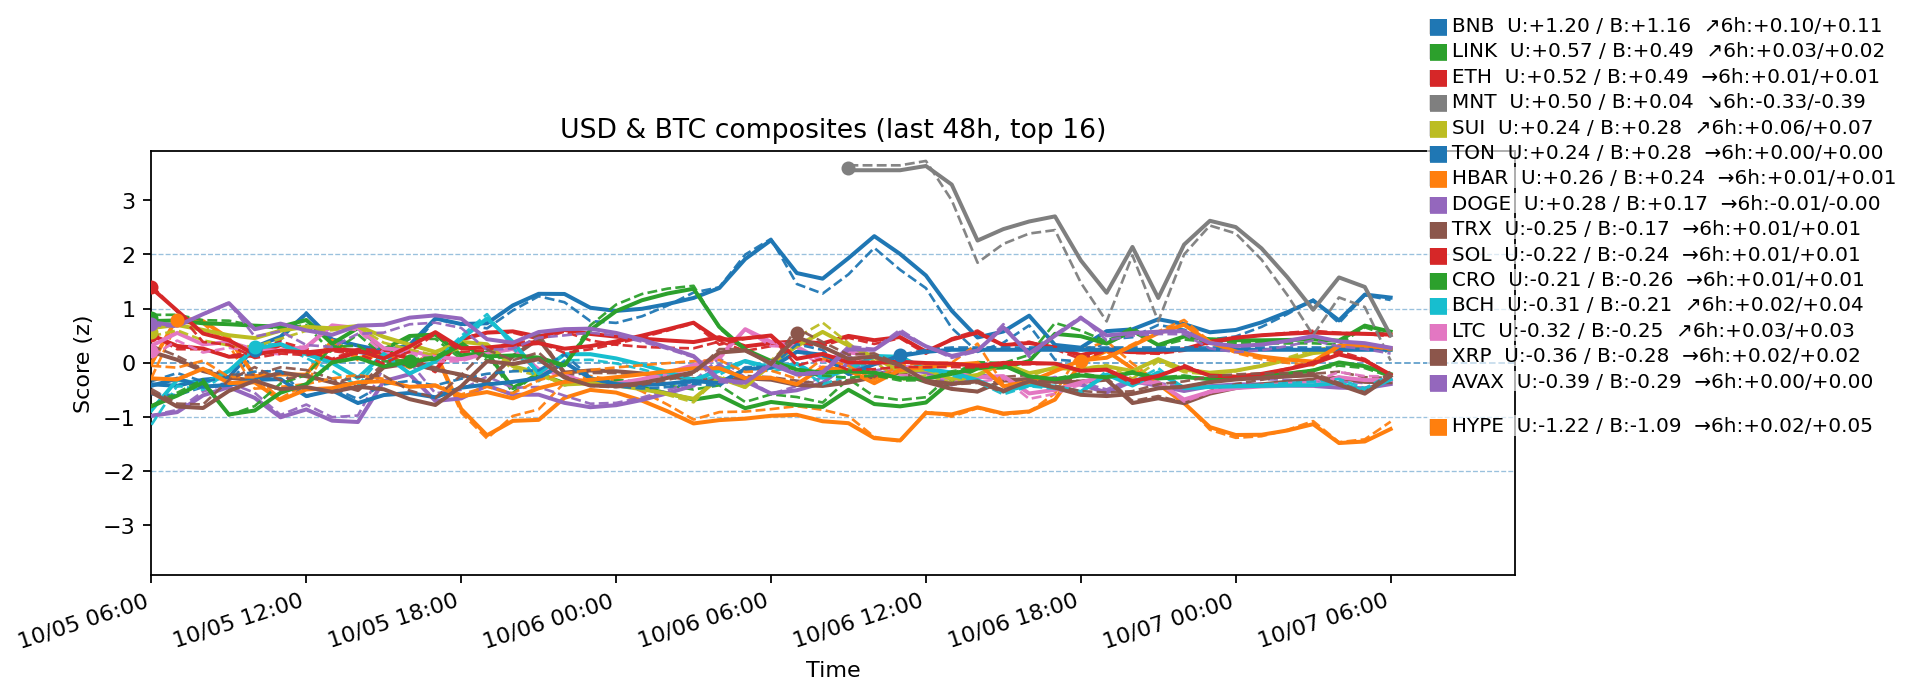 BNB U:+1.20 / B:+1.16 ↗6h:+0.10/+0.11
LINK U:+0.57 / B:+0.49 ↗6h:+0.03/+0.02
ETH U:+0.52 / B:+0.49 →6h:+0.01/+0.01
MNT U:+0.50 / B:+0.04 ↘6h:-0.33/-0.39
SUI U:+0.24 / B:+0.28 ↗6h:+0.06/+0.07
TON U:+0.24 / B:+0.28 →6h:+0.00/+0.00
HBAR U:+0.26 / B:+0.24 →6h:+0.01/+0.01
DOGE U:+0.28 / B:+0.17 →6h:-0.01/-0.00
TRX U:-0.25 / B:-0.17 →6h:+0.01/+0.01
SOL U:-0.22 / B:-0.24 →6h:+0.01/+0.01
CRO U:-0.21 / B:-0.26 →6h:+0.01/+0.01
BCH U:-0.31 / B:-0.21 ↗6h:+0.02/+0.04
LTC U:-0.32 / B:-0.25 ↗6h:+0.03/+0.03
XRP U:-0.36 / B:-0.28 →6h:+0.02/+0.02
AVAX U:-0.39 / B:-0.29 →6h:+0.00/+0.00
HYPE U:-1.22 / B:-1.09 →6h:+0.02/+0.05
USD & BTC composites (last 48h, top 16)
Score (z)
3
2
1
0
−1
−2
−3
10/05 06:00
10/05 12:00
10/05 18:00
10/06 00:00
10/06 06:00
10/06 12:00
10/06 18:00
10/07 00:00
10/07 06:00
Time